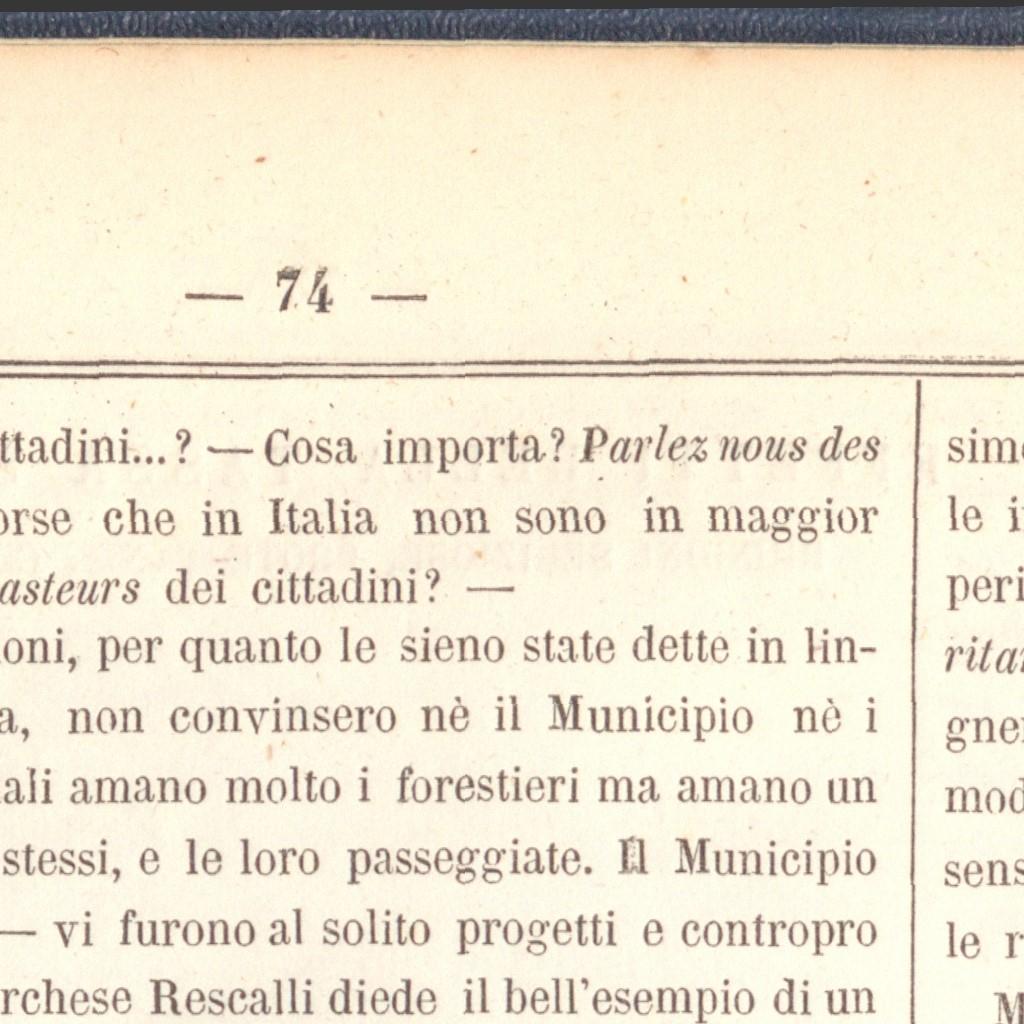 — 74 —
ttadini...? — Cosa importa? Parlez nous des
orse che in Italia non sono in maggior
asteurs dei cittadini? —
oni, per quanto le sieno state dette in lin-
a, non convinsero nè il Municipio nè i
ali amano molto i forestieri ma amano un
stessi, e le loro passeggiate. Il Municipio
— vi furono al solito progetti e contropro
rchese Rescalli diede il bell'esempio di un
sim
le i
peri
rita
gne
mod
sens
le r
M